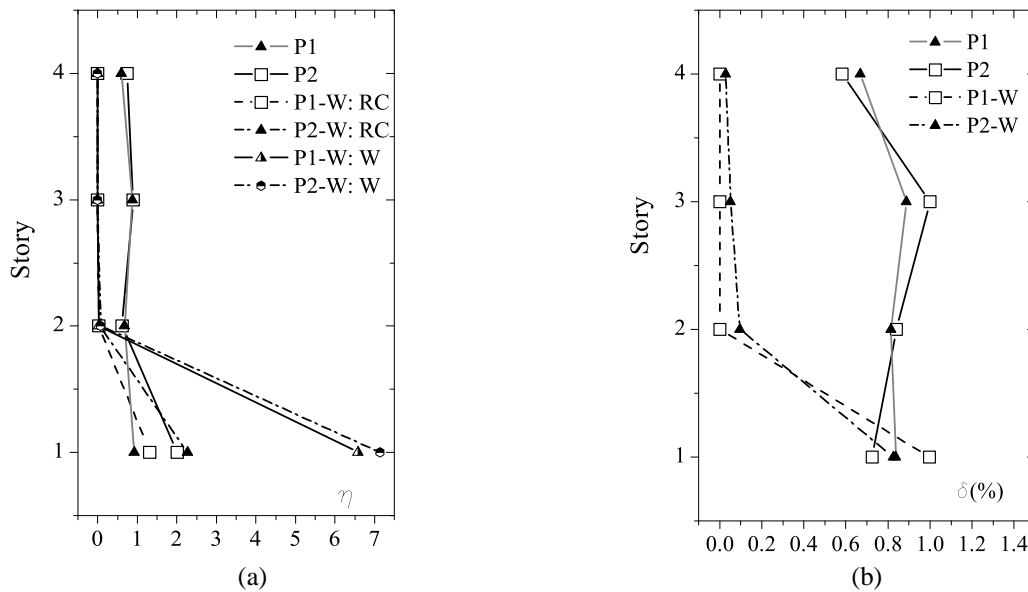 P1
P2
P1-W: RC
P2-W: RC
P1-W: W
P2-W: W
4
3
2
1
Story
η
0 1 2 3 4 5 6 7
(a)
P1
P2
P1-W
P2-W
4
3
2
1
Story
δ(%)
0.0 0.2 0.4 0.6 0.8 1.0 1.2 1.4
(b)